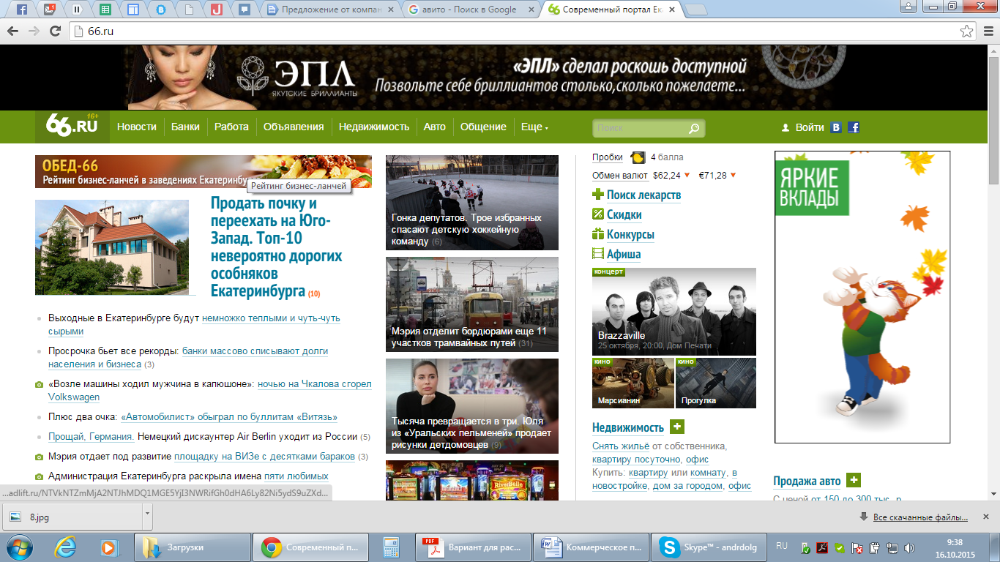 Предложение от компан
авито - Поиск в Google
66 Современный портал Ек
66.ru
ЭПЛ
ЯКУТСКИЕ БРИЛЛИАНТЫ
«ЭПЛ» сделал роскошь доступной
Позвольте себе бриллиантов столько,сколько пожелаете...
66.RU 16+
Новости
Банки
Работа
Объявления
Недвижимость
Авто
Общение
Еще
Поиск
Войти
ОБЕД-66
Рейтинг бизнес-ланчей в заведениях Екатеринбурга
Рейтинг бизнес-ланчей
Продать почку и
переехать на Юго-
Запад. Топ-10
невероятно дорогих
особняков
Екатеринбурга (10)
Выходные в Екатеринбурге будут немножко теплыми и чуть-чуть
сырыми
Просрочка бьет все рекорды: банки массово списывают долги
населения и бизнеса (3)
«Возле машины ходил мужчина в капюшоне»: ночью на Чкалова сгорел
Volkswagen
Плюс два очка: «Автомобилист» обыграл по буллитам «Витязь»
Прощай, Германия. Немецкий дискаунтер Air Berlin уходит из России (5)
Мэрия отдает под развитие площадку на ВИЗе с десятками бараков (3)
Администрация Екатеринбурга раскрыла имена пяти любимых
Гонка депутатов. Трое избранных
спасают детскую хоккейную
команду (6)
Мэрия отделит бордюрами еще 11
участков трамвайных путей (31)
Тысяча превращается в три. Юля
из «Уральских пельменей» продает
рисунки детдомовцев (9)
RiverBelle
Пробки 4 балла
Обмен валют $62,24 €71,28
Поиск лекарств
Скидки
Конкурсы
Афиша
концерт
Brazzaville
25 октября, 20:00, Дом Печати
кино
Марсианин
кино
Прогулка
Недвижимость
Снять жильё от собственника,
квартиру посуточно, офис
Купить: квартиру или комнату, в
новостройке, дом за городом, офис
ЯРКИЕ
ВКЛАДЫ
Продажа авто
С ценой от 150 до 300 тыс. р.
8.jpg
Все скачанные файлы...
Загрузки
Современный п...
Вариант для рас...
Коммерческое п...
Skype™ - andrdolg
RU
9:38
16.10.2015